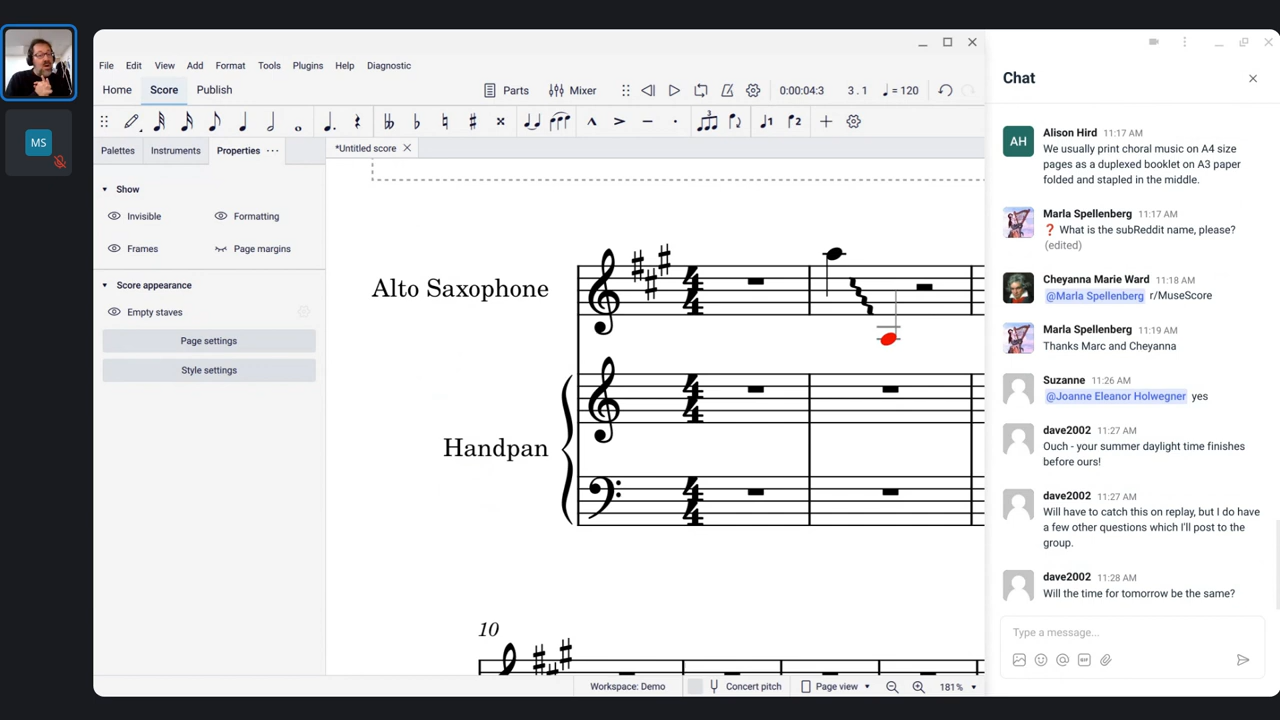 MS
File Edit View Add Format Tools Plugins Help Diagnostic
Home Score Publish Parts Mixer 0:00:04:3 3 . 1 = 120
Palettes Instruments Properties
*Untitled score
Show
Invisible Formatting
Frames Page margins
Score appearance
Empty staves
Page settings
Style settings
Alto Saxophone
Handpan
10
Workspace: Demo Concert pitch Page view 181%
Chat
AH
Alison Hird 11:17 AM
We usually print choral music on A4 size
pages as a duplexed booklet on A3 paper
folded and stapled in the middle.
Marla Spellenberg 11:17 AM
❓ What is the subReddit name, please?
(edited)
Cheyanna Marie Ward 11:18 AM
@Marla Spellenberg r/MuseScore
Marla Spellenberg 11:19 AM
Thanks Marc and Cheyanna
Suzanne 11:26 AM
@Joanne Eleanor Holwegner yes
dave2002 11:27 AM
Ouch - your summer daylight time finishes
before ours!
dave2002 11:27 AM
Will have to catch this on replay, but I do have
a few other questions which I'll post to the
group.
dave2002 11:28 AM
Will the time for tomorrow be the same?
Type a message...